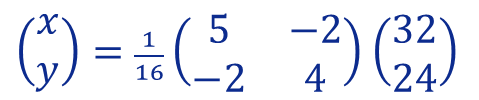 (x y) = 1/16 (5 −2 −2 4) (32 24)